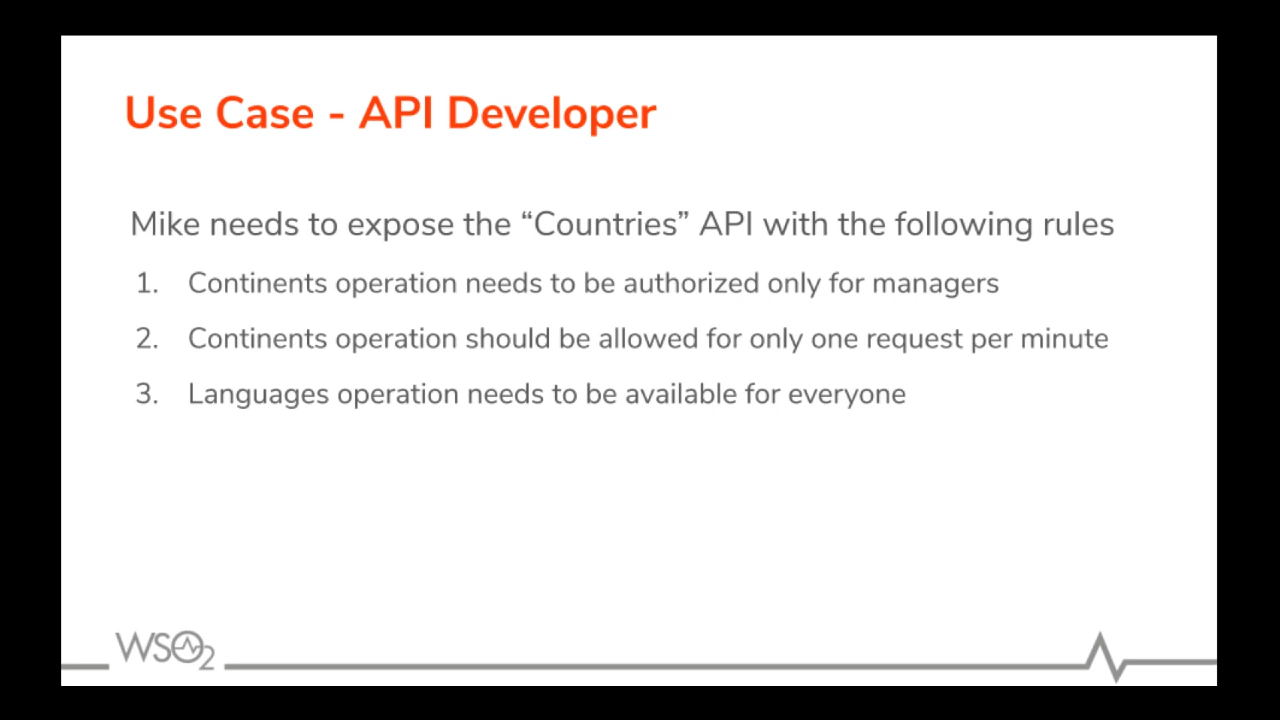 Use Case - API Developer
Mike needs to expose the “Countries” API with the following rules
1. Continents operation needs to be authorized only for managers
2. Continents operation should be allowed for only one request per minute
3. Languages operation needs to be available for everyone
WSO2